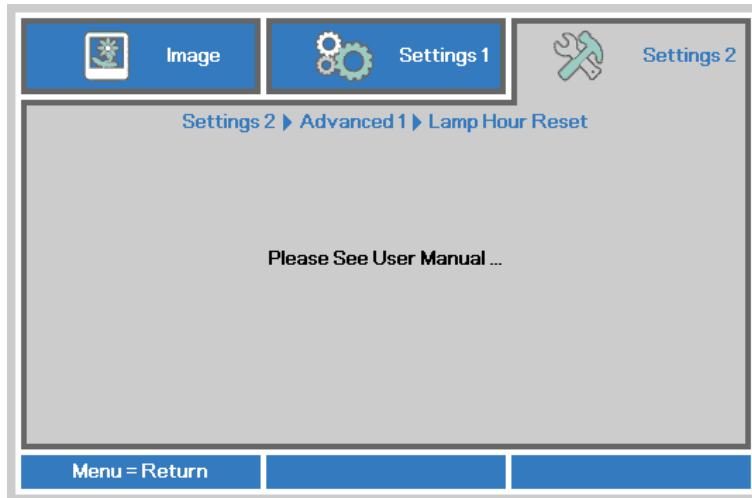 Image
Settings 1
Settings 2
Settings 2 ▶ Advanced 1 ▶ Lamp Hour Reset
Please See User Manual ...
Menu = Return